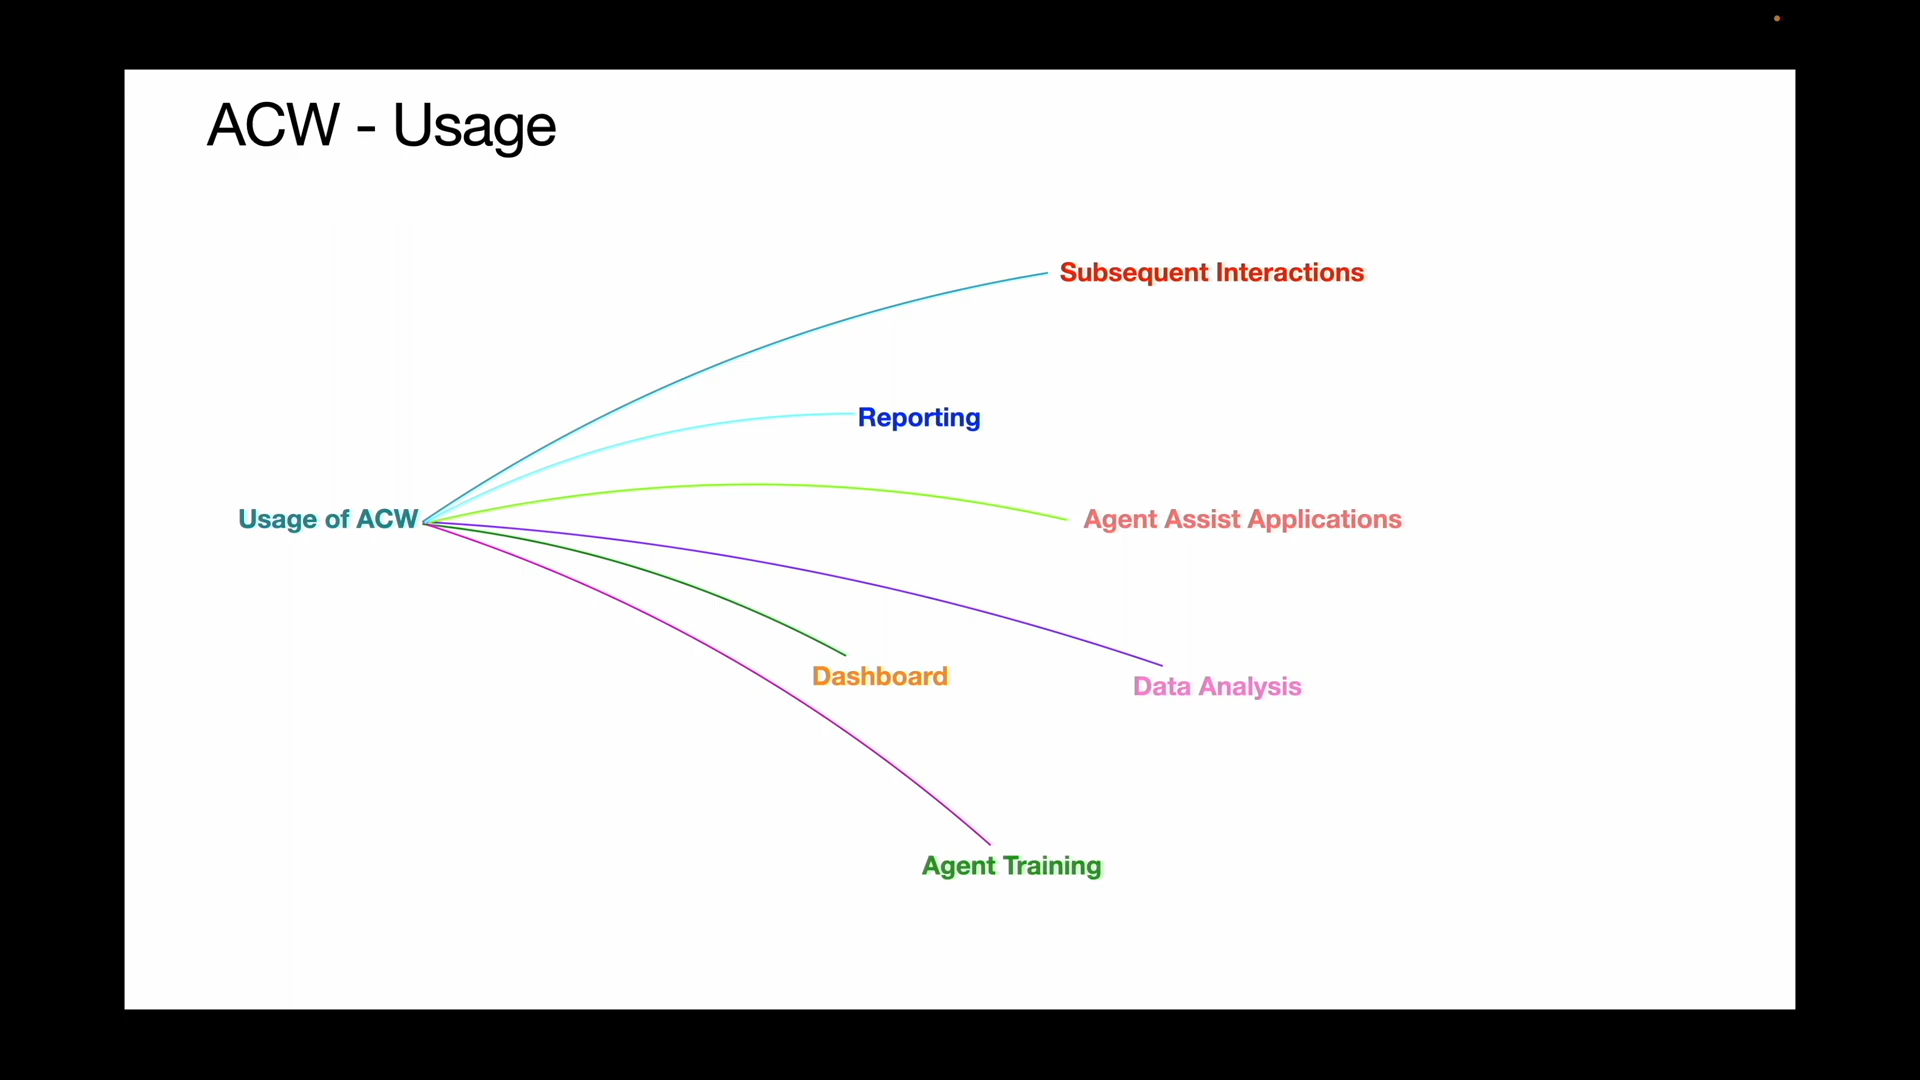 ACW - Usage
Subsequent Interactions
Reporting
Usage of ACW
Agent Assist Applications
Dashboard
Data Analysis
Agent Training